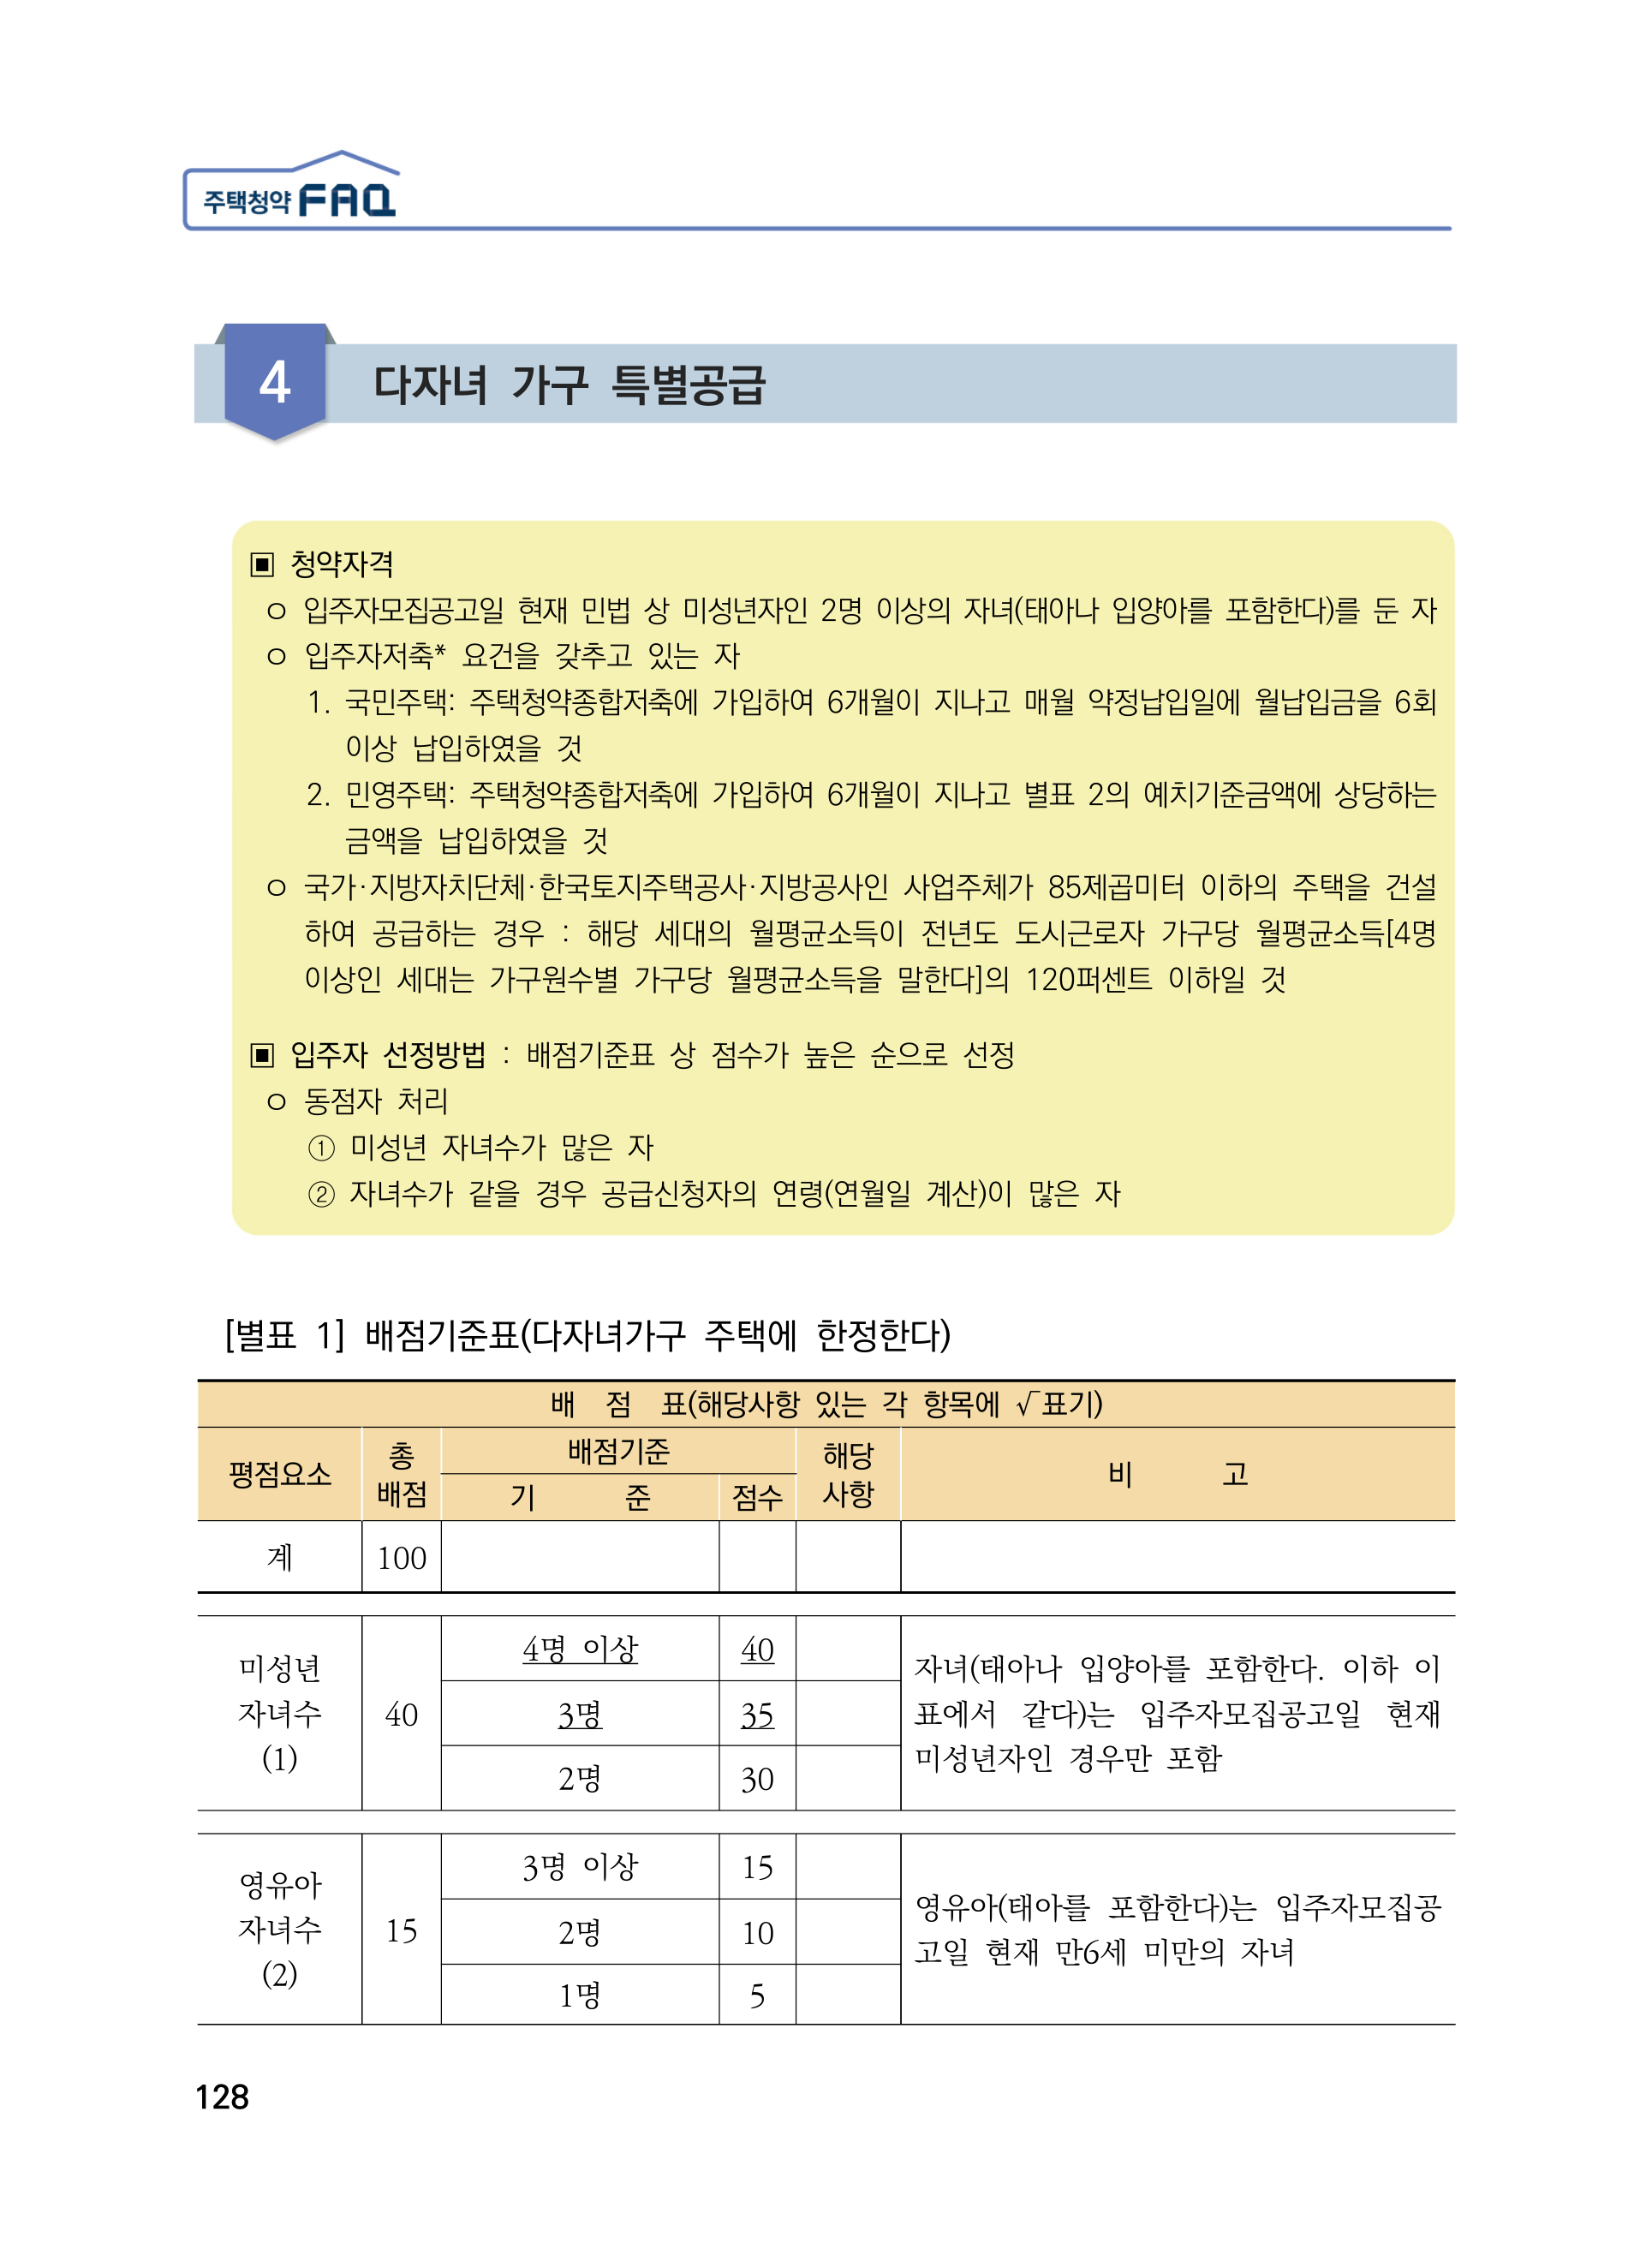 주택청약 FAQ
4 다자녀 가구 특별공급
▣ 청약자격
ㅇ 입주자모집공고일 현재 민법 상 미성년자인 2명 이상의 자녀(태아나 입양아를 포함한다)를 둔 자
ㅇ 입주자저축* 요건을 갖추고 있는 자
1. 국민주택: 주택청약종합저축에 가입하여 6개월이 지나고 매월 약정납입일에 월납입금을 6회
이상 납입하였을 것
2. 민영주택: 주택청약종합저축에 가입하여 6개월이 지나고 별표 2의 예치기준금액에 상당하는
금액을 납입하였을 것
ㅇ 국가·지방자치단체·한국토지주택공사·지방공사인 사업주체가 85제곱미터 이하의 주택을 건설
하여 공급하는 경우 : 해당 세대의 월평균소득이 전년도 도시근로자 가구당 월평균소득[4명
이상인 세대는 가구원수별 가구당 월평균소득을 말한다]의 120퍼센트 이하일 것
▣ 입주자 선정방법 : 배점기준표 상 점수가 높은 순으로 선정
ㅇ 동점자 처리
① 미성년 자녀수가 많은 자
② 자녀수가 같을 경우 공급신청자의 연령(연월일 계산)이 많은 자
[별표 1] 배점기준표(다자녀가구 주택에 한정한다)
배 점 표(해당사항 있는 각 항목에 √표기)
평점요소 총 배점 배점기준 해당 사항 비 고
기 준 점수
계 100
미성년 자녀수 (1) 40 4명 이상 40
3명 35
2명 30
자녀(태아나 입양아를 포함한다. 이하 이
표에서 같다)는 입주자모집공고일 현재
미성년자인 경우만 포함
영유아 자녀수 (2) 15 3명 이상 15
2명 10
1명 5
영유아(태아를 포함한다)는 입주자모집공
고일 현재 만6세 미만의 자녀
128